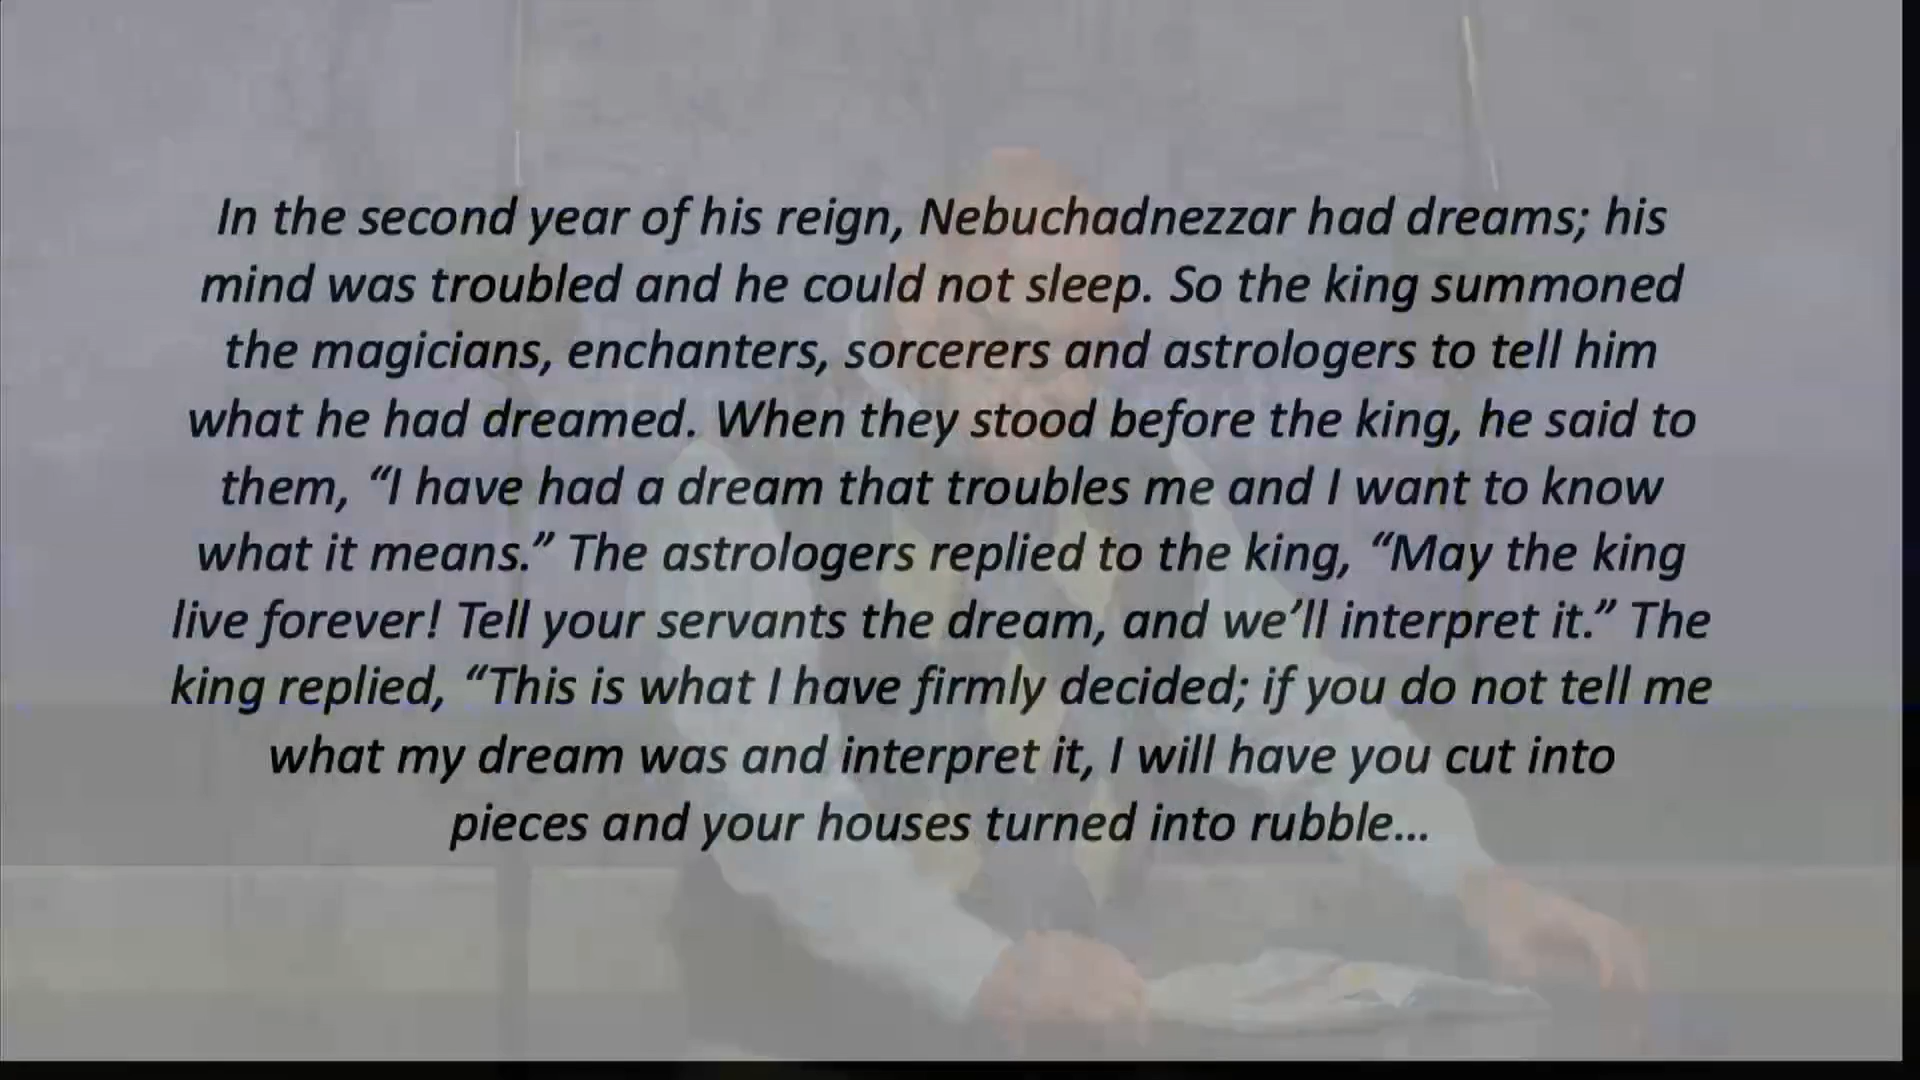 In the second year of his reign, Nebuchadnezzar had dreams; his
mind was troubled and he could not sleep. So the king summoned
the magicians, enchanters, sorcerers and astrologers to tell him
what he had dreamed. When they stood before the king, he said to
them, “I have had a dream that troubles me and I want to know
what it means.” The astrologers replied to the king, “May the king
live forever! Tell your servants the dream, and we’ll interpret it.” The
king replied, “This is what I have firmly decided; if you do not tell me
what my dream was and interpret it, I will have you cut into
pieces and your houses turned into rubble…